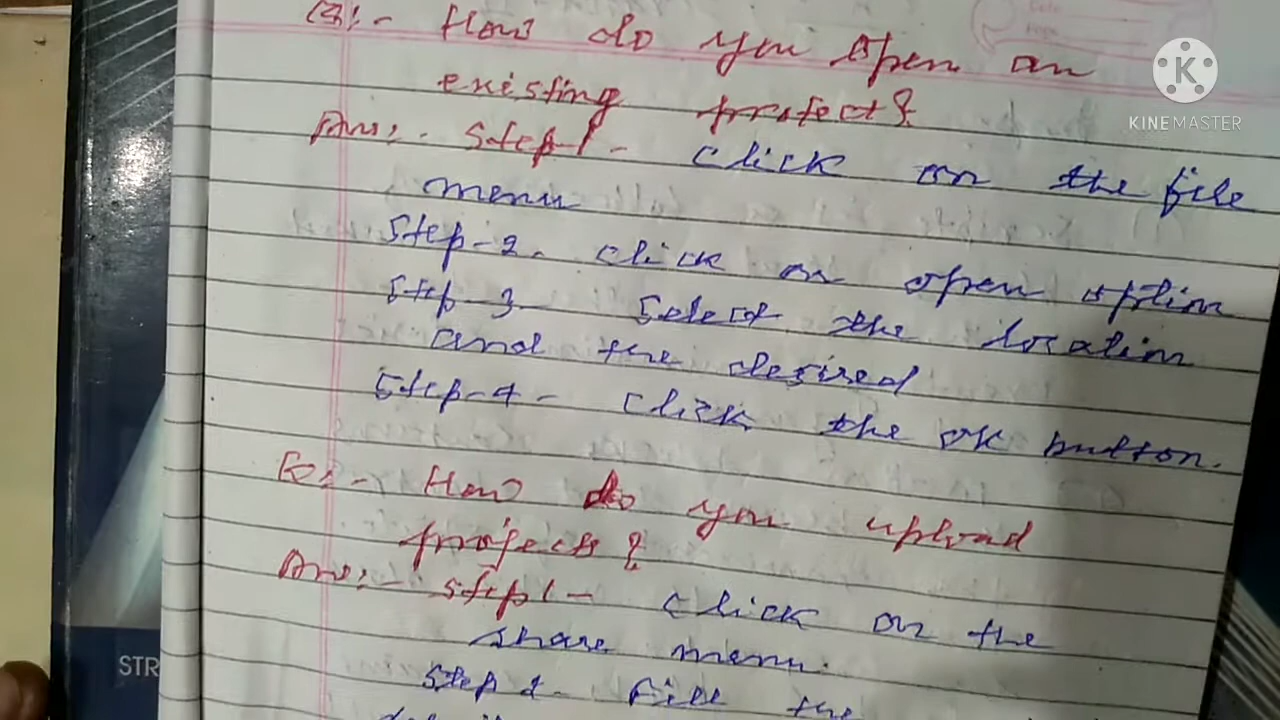 Q:- How do you open an
existing project?
Ans:- Step 1 - click on the file
menu
Step-2. click on open option
Step 3 Select the location
and the desired
Step-4- click the ok button.
Q:- How do you upload
projects?
Ans:- Step 1- click on the
share menu.
Step 2- Fill the
KINEMASTER
STR